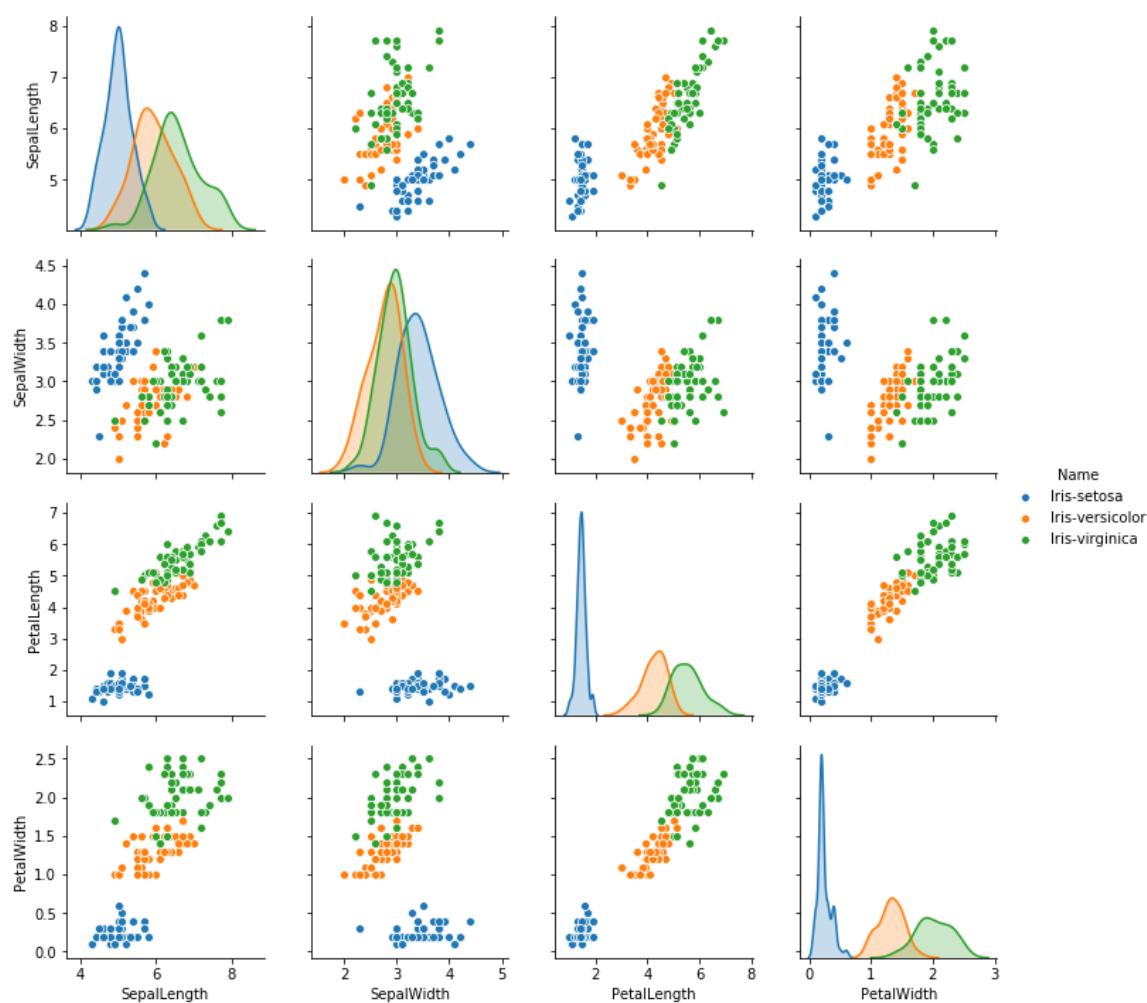 8
7
6
5
SepalLength
4.5
4.0
3.5
3.0
2.5
2.0
SepalWidth
Name
Iris-setosa
Iris-versicolor
Iris-virginica
7
6
5
4
3
2
1
PetalLength
2.5
2.0
1.5
1.0
0.5
0.0
PetalWidth
4 6 8
SepalLength
2 3 4 5
SepalWidth
2 4 6 8
PetalLength
0 1 2 3
PetalWidth